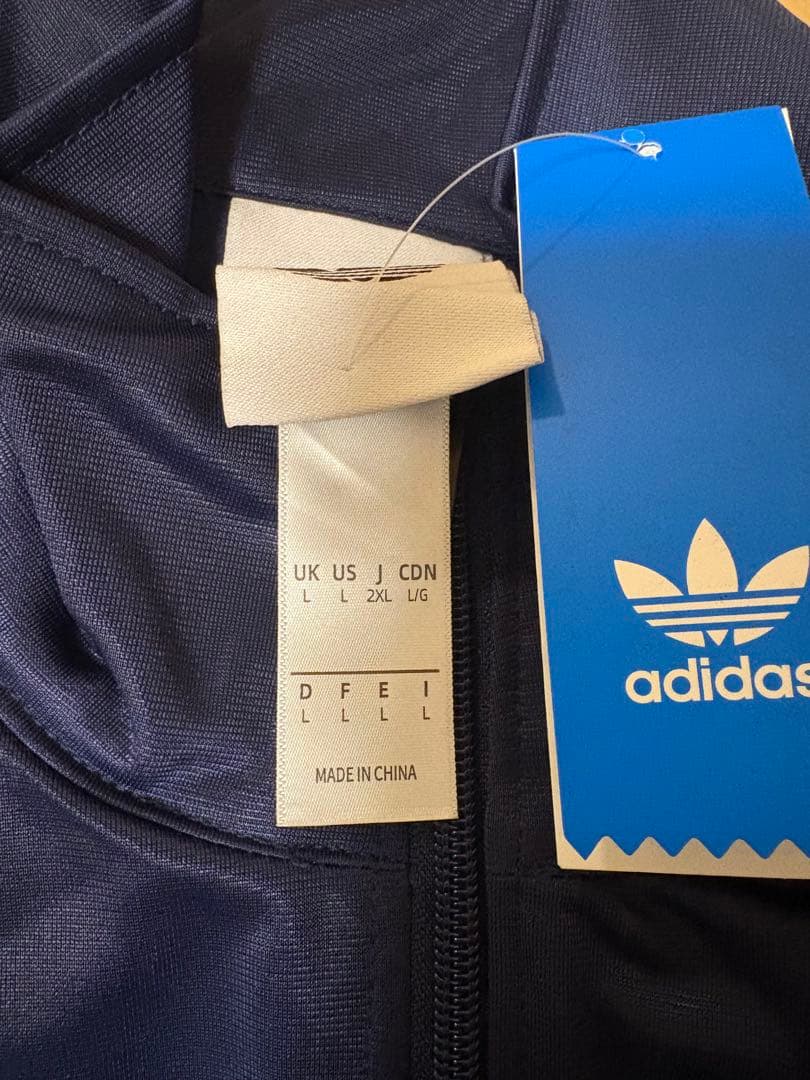 UK US J CDN
L L 2XL L/G
D F E I
L L L L
MADE IN CHINA
adidas